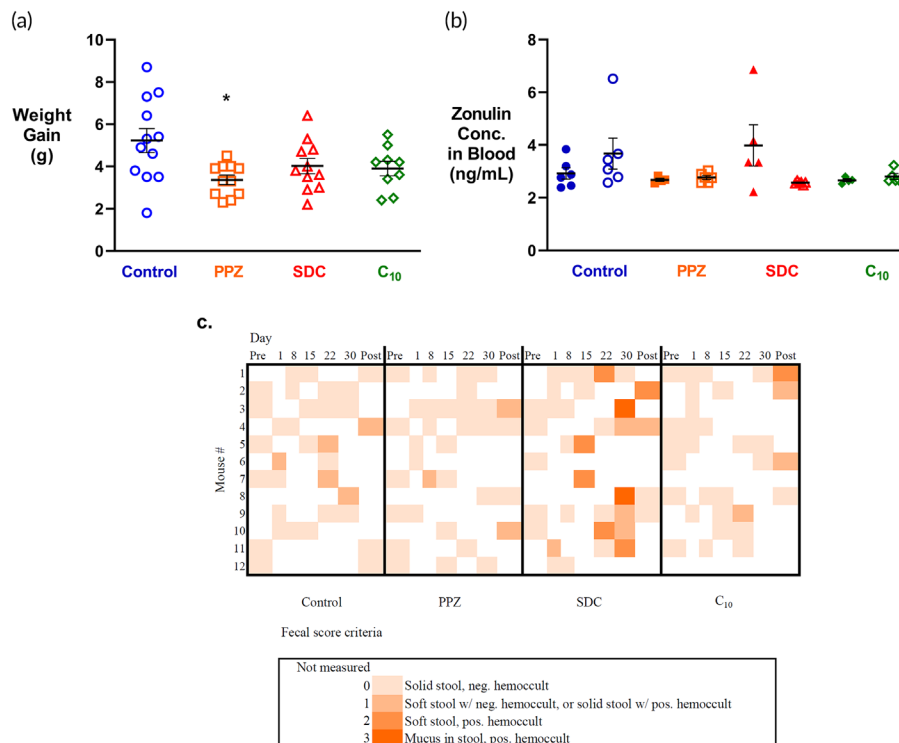 (a)
(b)
10
8
6
4
2
0
Weight
Gain
(g)
*
Control
PPZ
SDC
C10
8
6
4
2
0
Zonulin
Conc.
in Blood
(ng/mL)
Control
PPZ
SDC
C10
c.
Day
Pre 1 8 15 22 30 Post Pre 1 8 15 22 30 Post Pre 1 8 15 22 30 Post Pre 1 8 15 22 30 Post
Mouse #
1
2
3
4
5
6
7
8
9
10
11
12
Control PPZ SDC C10
Fecal score criteria
Not measured
0 Solid stool, neg. hemoccult
1 Soft stool w/ neg. hemoccult, or solid stool w/ pos. hemoccult
2 Soft stool, pos. hemoccult
3 Mucus in stool, pos. hemoccult